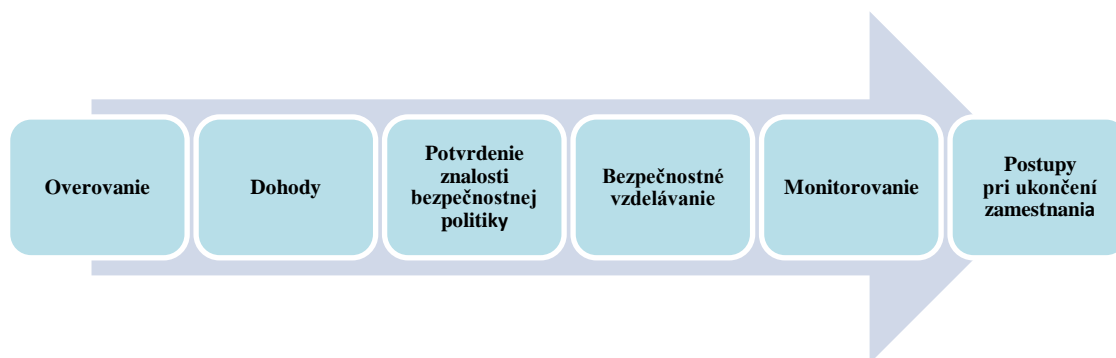 Overovanie
Dohody
Potvrdenie
znalosti
bezpečnostnej
politiky
Bezpečnostné
vzdelávanie
Monitorovanie
Postupy
pri ukončení
zamestnania